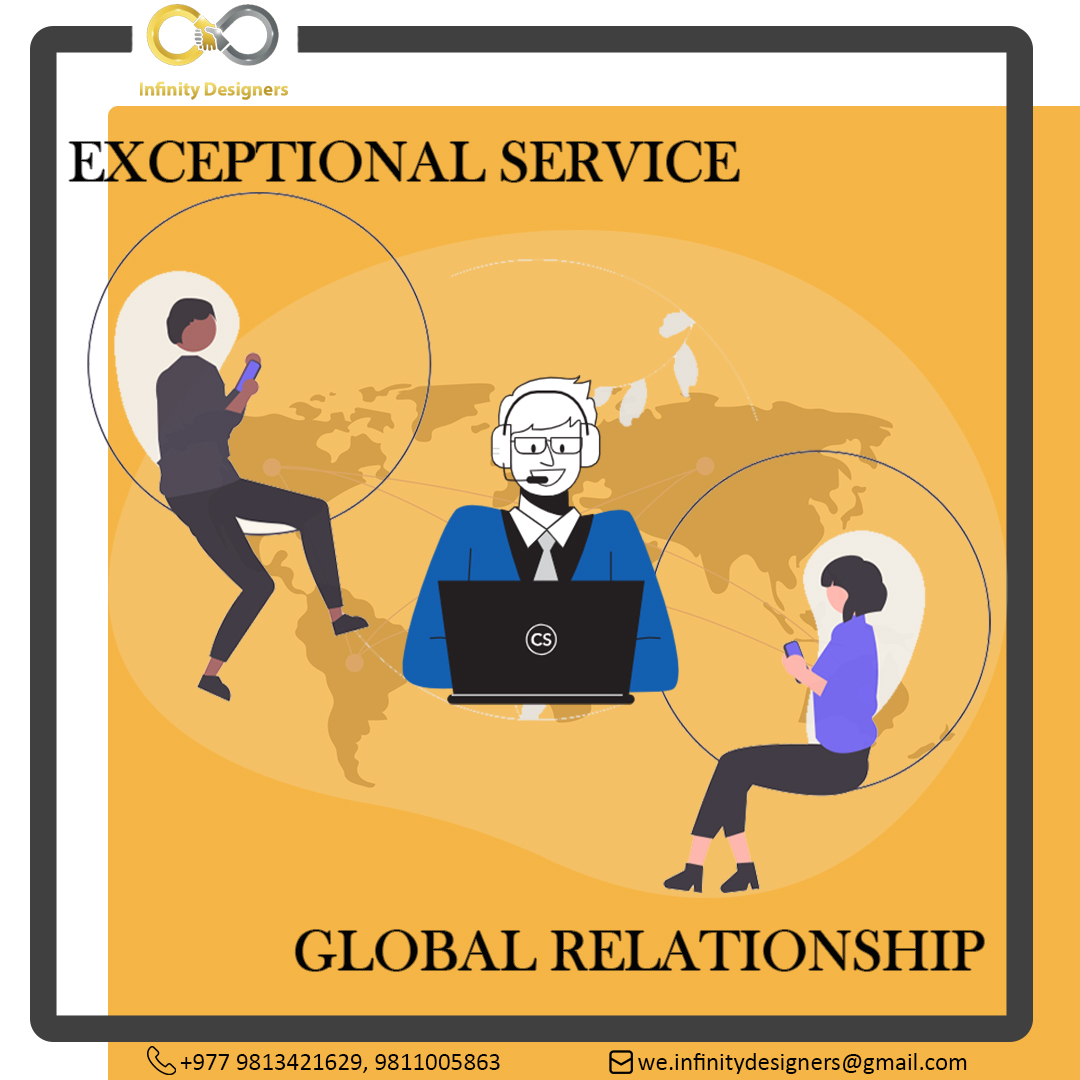 Infinity Designers
EXCEPTIONAL SERVICE
CS
GLOBAL RELATIONSHIP
+977 9813421629, 9811005863
we.infinitydesigners@gmail.com